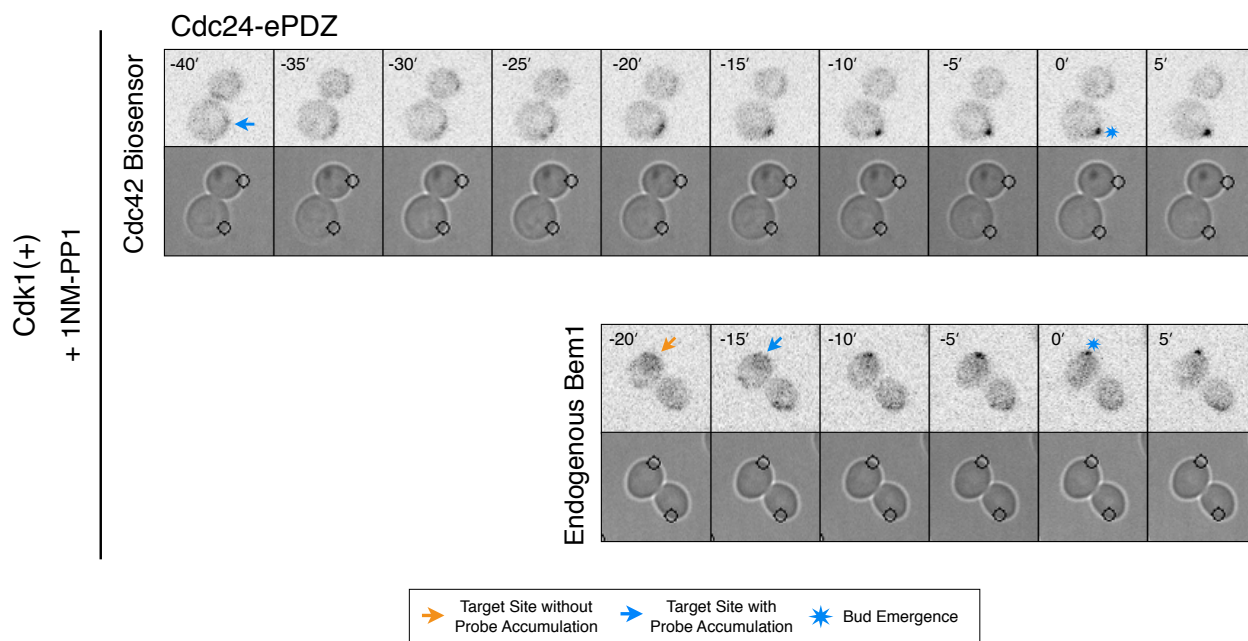 Cdc24-ePDZ
Cdk1(+)
+ 1NM-PP1
Cdc42 Biosensor
-40′ -35′ -30′ -25′ -20′ -15′ -10′ -5′ 0′ 5′
Endogenous Bem1
-20′ -15′ -10′ -5′ 0′ 5′
Target Site without
Probe Accumulation
Target Site with
Probe Accumulation
Bud Emergence